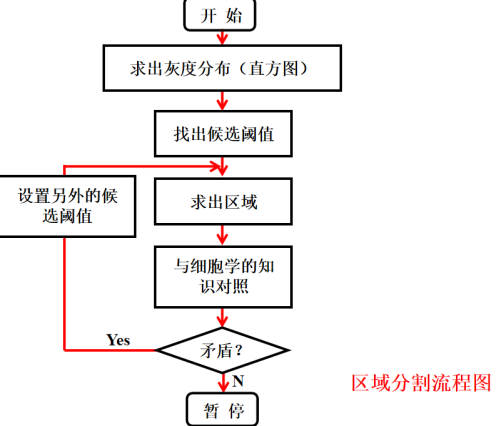 开 始
求出灰度分布（直方图）
找出候选阈值
设置另外的候
选阈值
求出区域
与细胞学的知
识对照
Yes
矛盾？
N
区域分割流程图
暂 停